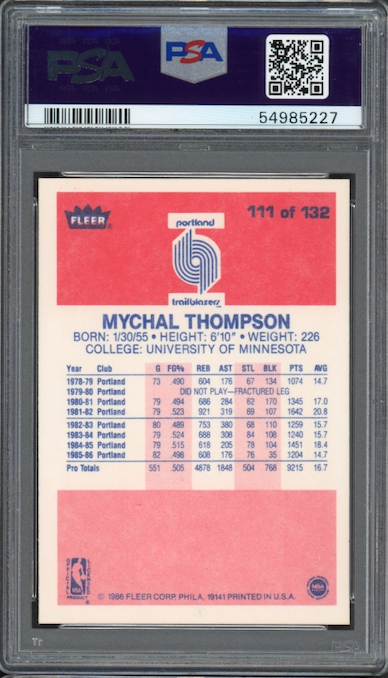 PSA
PSA
54985227
FLEER
111 of 132
portland
trailblazers
MYCHAL THOMPSON
BORN: 1/30/55 • HEIGHT: 6'10" • WEIGHT: 226
COLLEGE: UNIVERSITY OF MINNESOTA
Year Club G FG% REB AST STL BLK PTS AVG
1978-79 Portland 73 .490 604 176 67 134 1074 14.7
1979-80 Portland DID NOT PLAY—FRACTURED LEG
1980-81 Portland 79 .494 686 284 62 170 1345 17.0
1981-82 Portland 79 .523 921 319 69 107 1642 20.8
1982-83 Portland 80 .489 753 380 68 110 1259 15.7
1983-84 Portland 79 .524 688 308 84 108 1240 15.7
1984-85 Portland 79 .515 618 205 78 104 1451 18.4
1985-86 Portland 82 .498 608 176 76 35 1204 14.7
Pro Totals 551 .505 4878 1848 504 768 9215 16.7
OFFICIAL LICENSED
NBA
PRODUCT
© 1986 FLEER CORP. PHILA., 19141 PRINTED IN U.S.A.